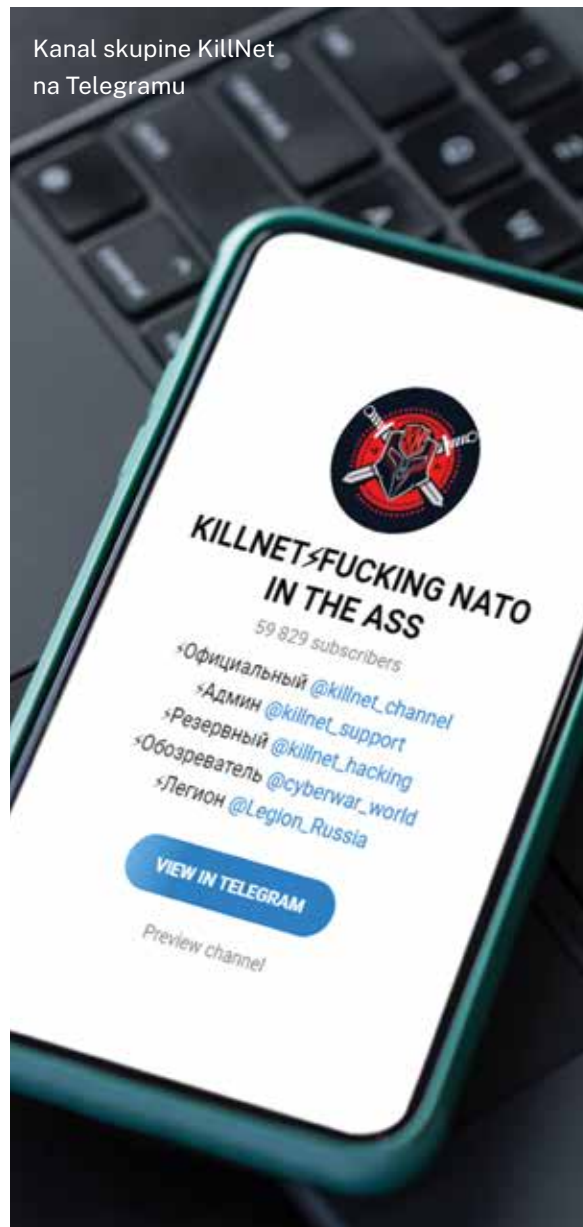 Kanal skupine KillNet
na Telegramu
KILLNET⚡FUCKING NATO
IN THE ASS
59 829 subscribers
⚡Официальный @killnet_channel
⚡Админ @killnet_support
⚡Резервный @killnet_hacking
⚡Обозреватель @cyberwar_world
⚡Легион @Legion_Russia
VIEW IN TELEGRAM
Preview channel